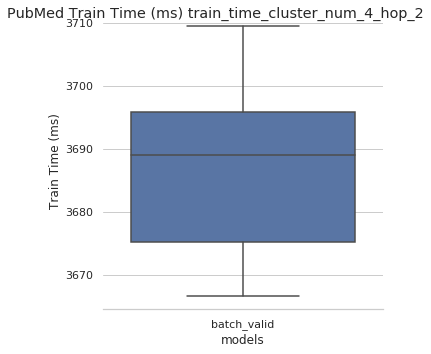 PubMed Train Time (ms) train_time_cluster_num_4_hop_2
3710
3700
3690
3680
3670
Train Time (ms)
batch_valid
models